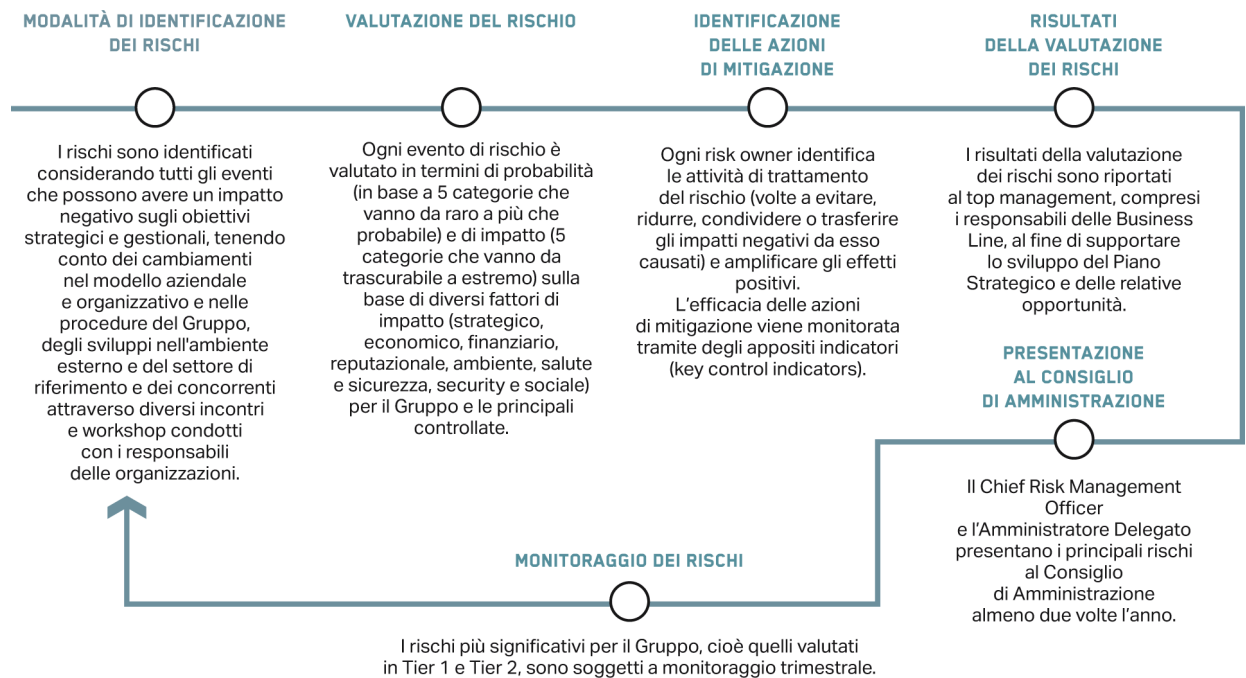 MODALITÀ DI IDENTIFICAZIONE
DEI RISCHI
I rischi sono identificati
considerando tutti gli eventi
che possono avere un impatto
negativo sugli obiettivi
strategici e gestionali, tenendo
conto dei cambiamenti
nel modello aziendale
e organizzativo e nelle
procedure del Gruppo,
degli sviluppi nell'ambiente
esterno e del settore di
riferimento e dei concorrenti
attraverso diversi incontri
e workshop condotti
con i responsabili
delle organizzazioni.
VALUTAZIONE DEL RISCHIO
Ogni evento di rischio è
valutato in termini di probabilità
(in base a 5 categorie che
vanno da raro a più che
probabile) e di impatto (5
categorie che vanno da
trascurabile a estremo) sulla
base di diversi fattori di
impatto (strategico,
economico, finanziario,
reputazionale, ambiente, salute
e sicurezza, security e sociale)
per il Gruppo e le principali
controllate.
IDENTIFICAZIONE
DELLE AZIONI
DI MITIGAZIONE
Ogni risk owner identifica
le attività di trattamento
del rischio (volte a evitare,
ridurre, condividere o trasferire
gli impatti negativi da esso
causati) e amplificare gli effetti
positivi.
L’efficacia delle azioni
di mitigazione viene monitorata
tramite degli appositi indicatori
(key control indicators).
RISULTATI
DELLA VALUTAZIONE
DEI RISCHI
I risultati della valutazione
dei rischi sono riportati
al top management, compresi
i responsabili delle Business
Line, al fine di supportare
lo sviluppo del Piano
Strategico e delle relative
opportunità.
PRESENTAZIONE
AL CONSIGLIO
DI AMMINISTRAZIONE
Il Chief Risk Management
Officer
e l’Amministratore Delegato
presentano i principali rischi
al Consiglio
di Amministrazione
almeno due volte l’anno.
MONITORAGGIO DEI RISCHI
I rischi più significativi per il Gruppo, cioè quelli valutati
in Tier 1 e Tier 2, sono soggetti a monitoraggio trimestrale.